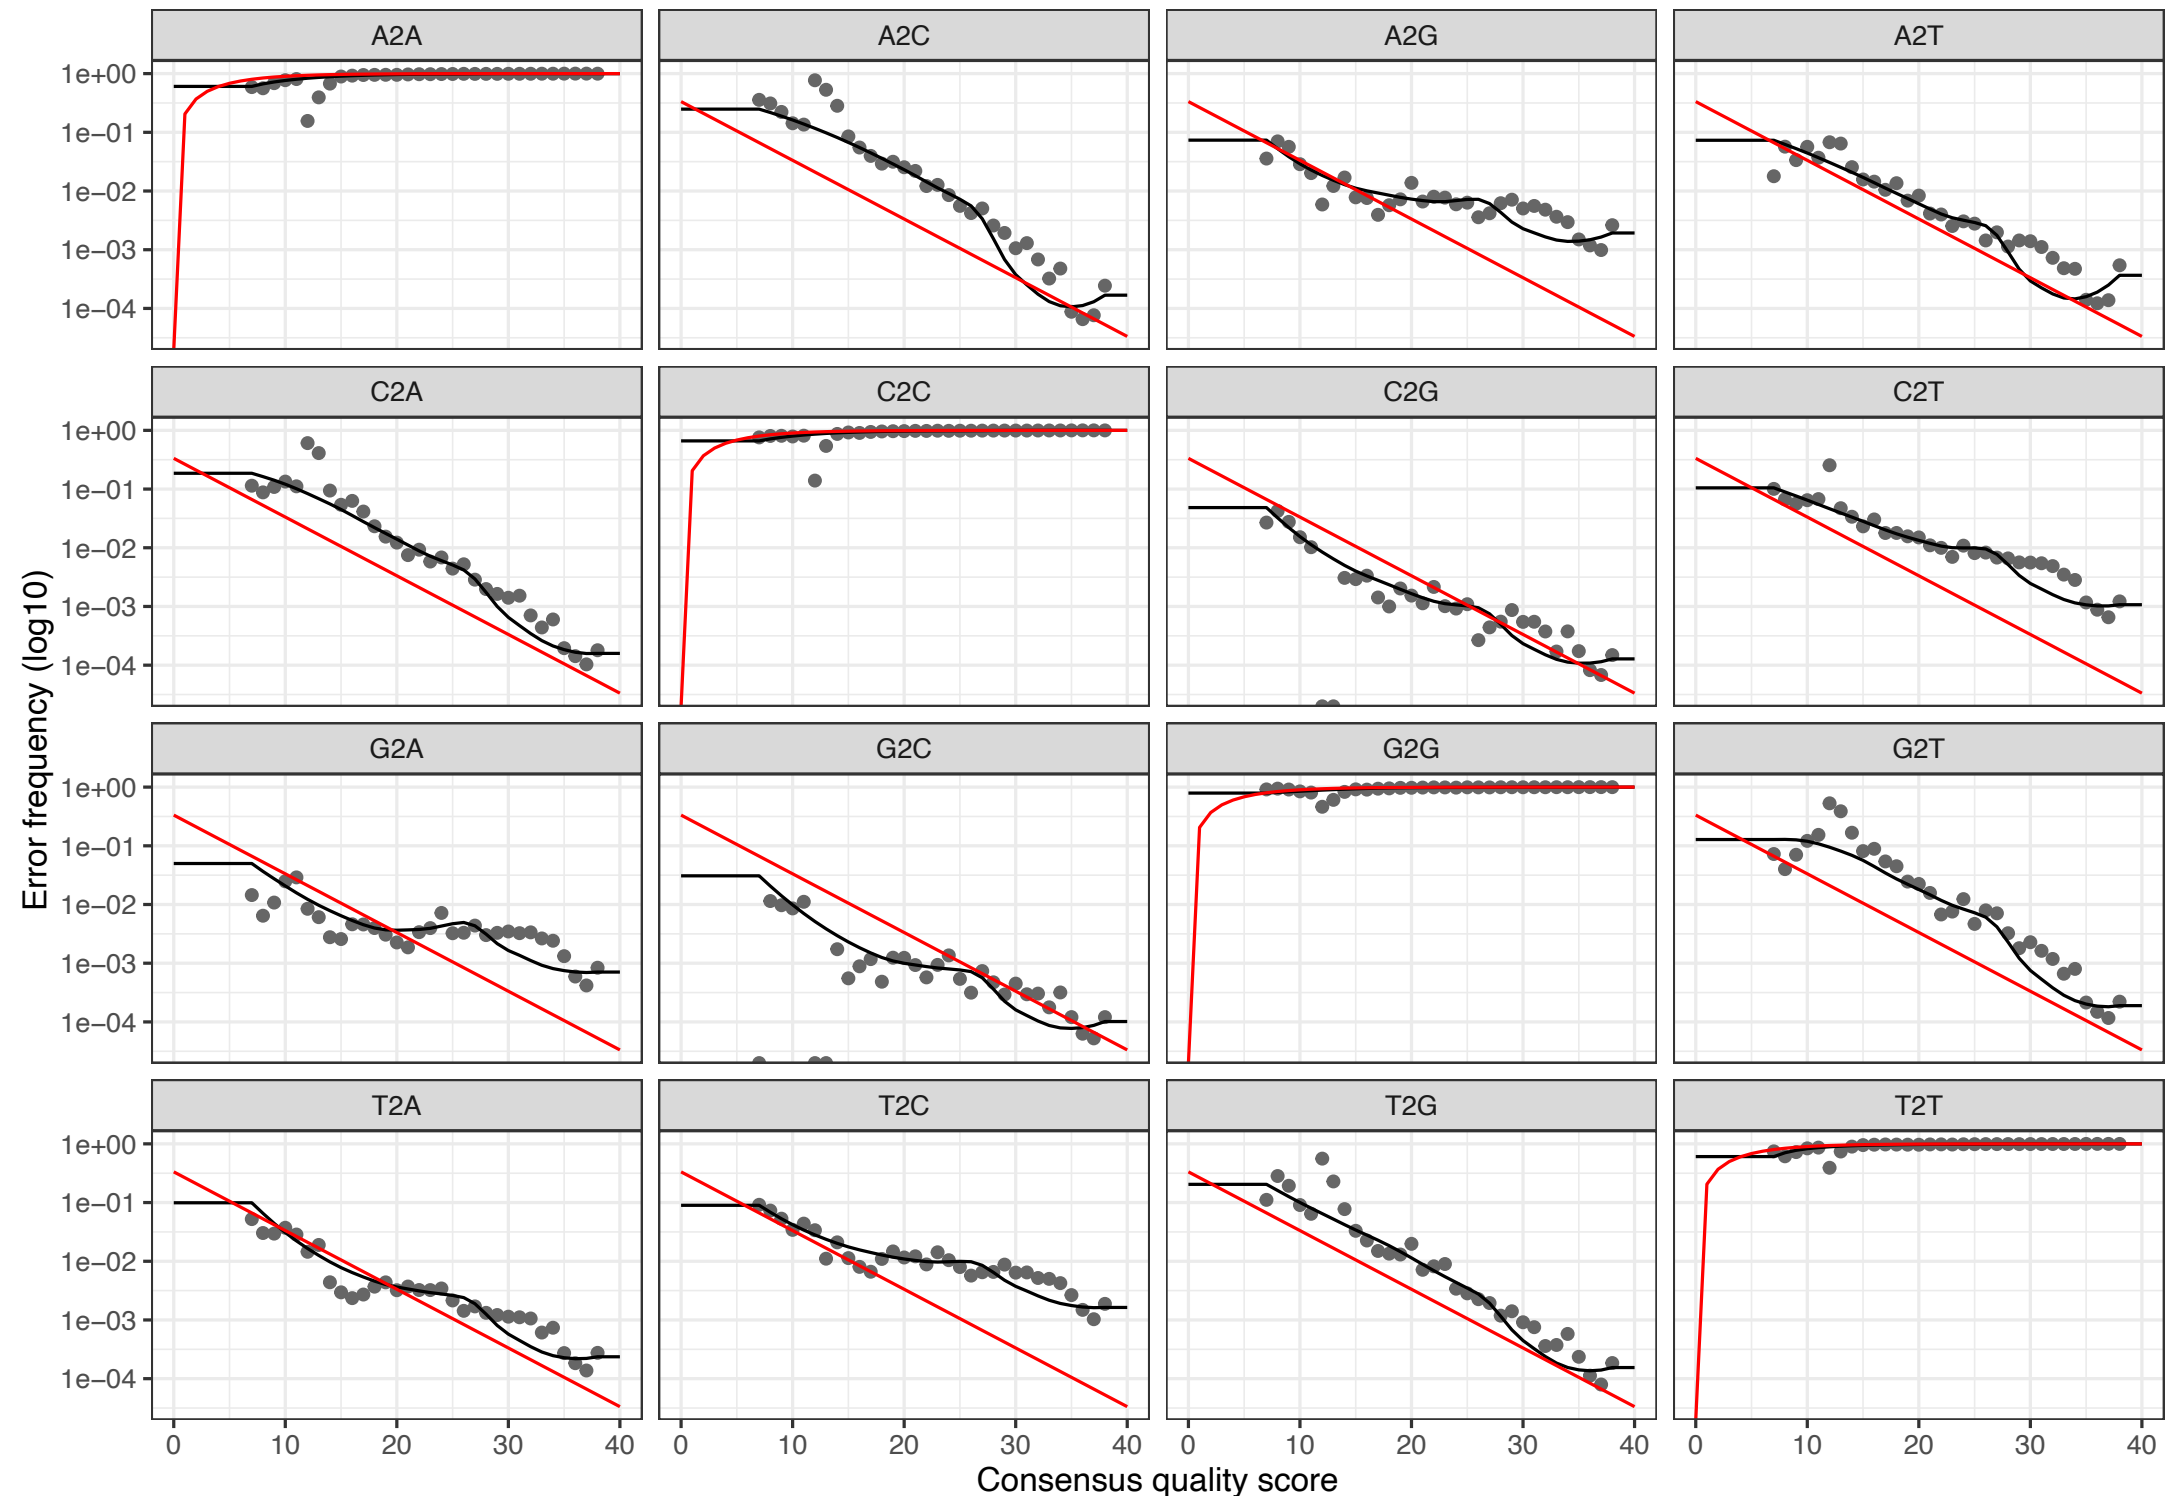 A2A A2C A2G A2T
1e+00
1e−01
1e−02
1e−03
1e−04
C2A C2C C2G C2T
1e+00
1e−01
1e−02
1e−03
1e−04
Error frequency (log10)
G2A G2C G2G G2T
1e+00
1e−01
1e−02
1e−03
1e−04
T2A T2C T2G T2T
1e+00
1e−01
1e−02
1e−03
1e−04
0 10 20 30 40 0 10 20 30 40 0 10 20 30 40 0 10 20 30 40
Consensus quality score